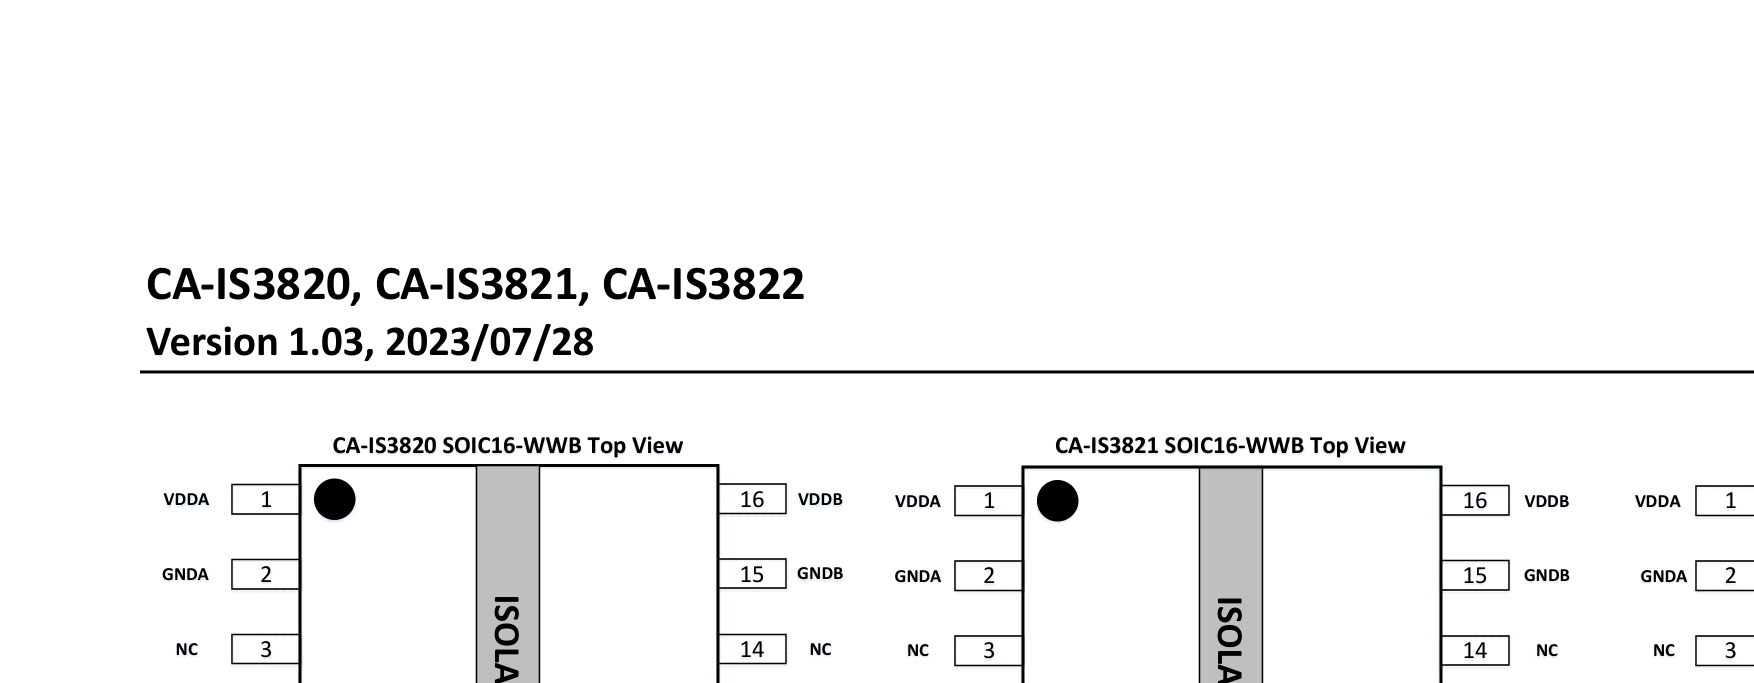 CA-IS3820, CA-IS3821, CA-IS3822
Version 1.03, 2023/07/28
CA-IS3820 SOIC16-WWB Top View
VDDA 1 16 VDDB
GNDA 2 15 GNDB
NC 3 14 NC
ISOLA
CA-IS3821 SOIC16-WWB Top View
VDDA 1 16 VDDB
GNDA 2 15 GNDB
NC 3 14 NC
ISOLA
VDDA 1
GNDA 2
NC 3